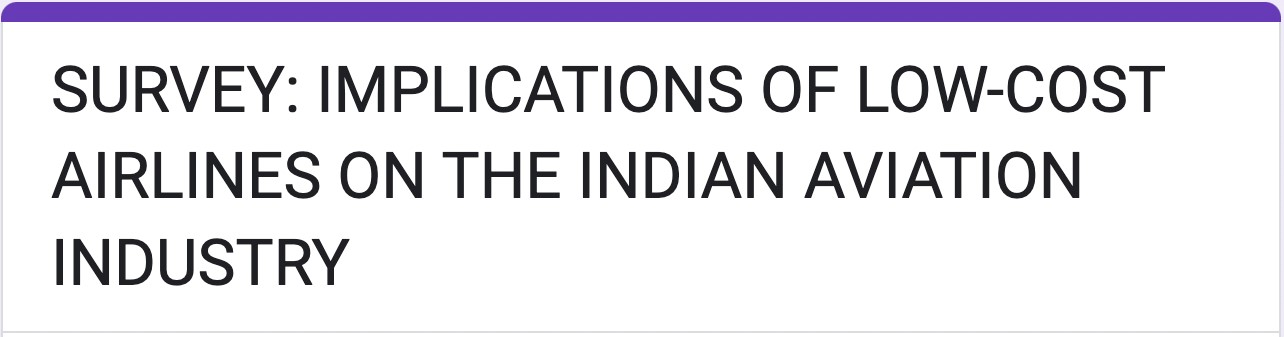 SURVEY: IMPLICATIONS OF LOW-COST
AIRLINES ON THE INDIAN AVIATION
INDUSTRY